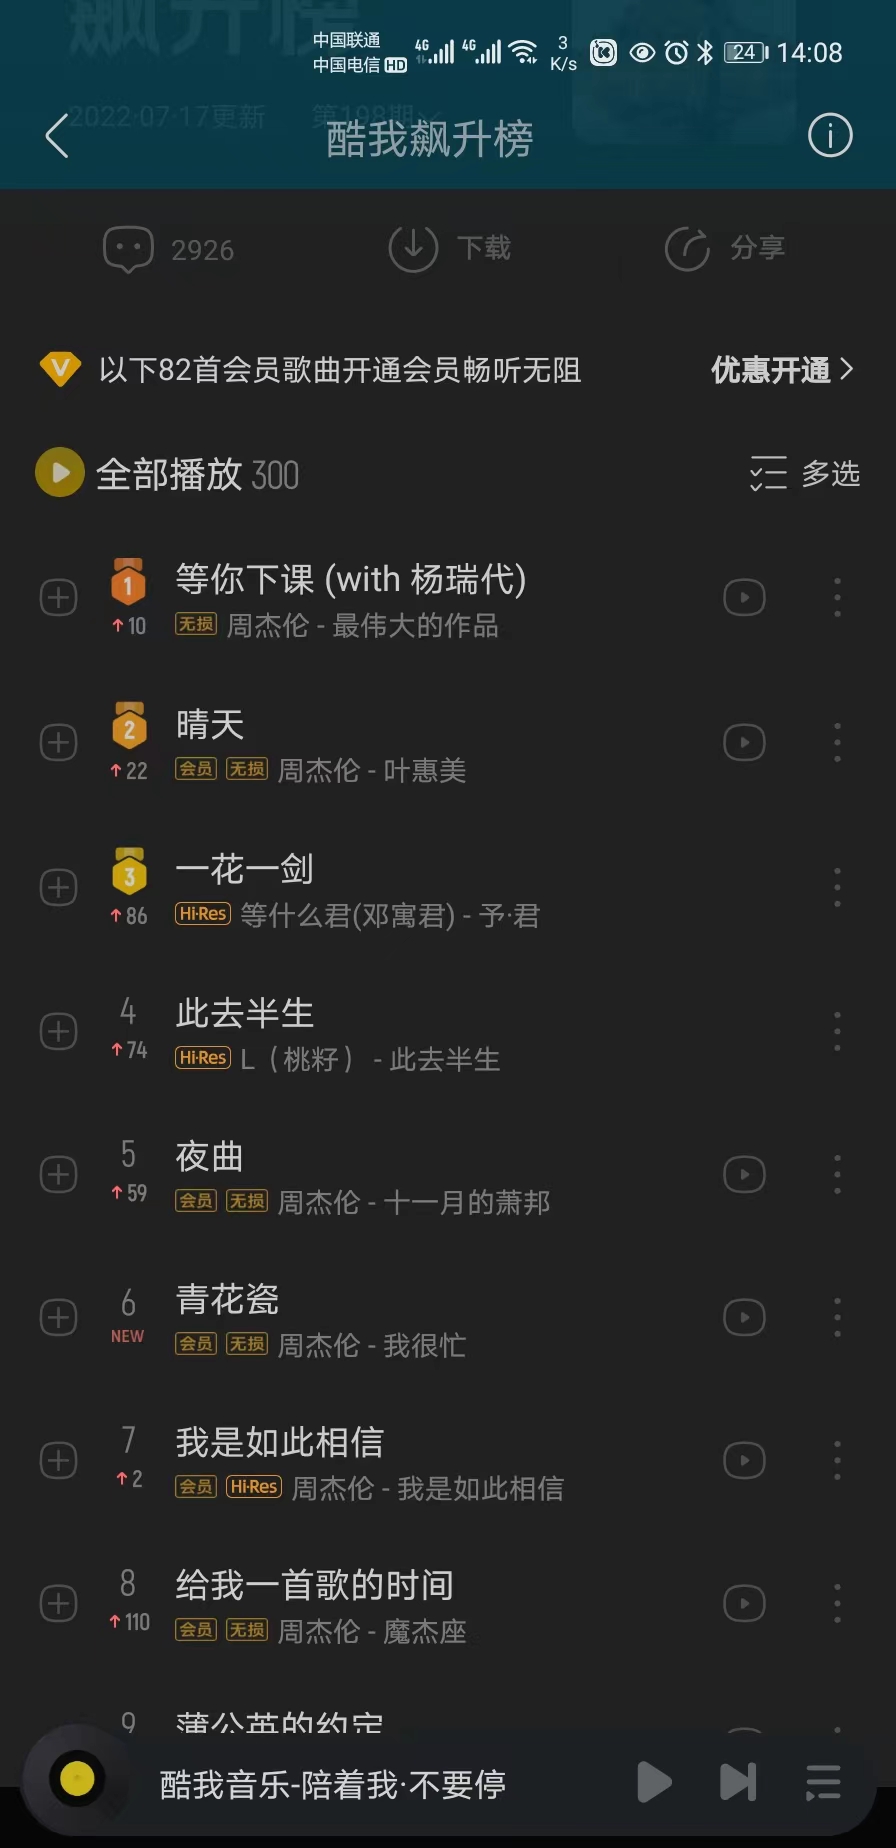 飙升榜
中国联通
中国电信 HD
4G 4G 3 K/s 24 14:08
2022·07·17更新 第198期
酷我飙升榜
2926 下载 分享
以下82首会员歌曲开通会员畅听无阻 优惠开通
全部播放 300 多选
1 等你下课 (with 杨瑞代)
10 无损 周杰伦 - 最伟大的作品
2 晴天
22 会员 无损 周杰伦 - 叶惠美
3 一花一剑
86 Hi·Res 等什么君(邓寓君) - 予·君
4 此去半生
74 Hi·Res L（桃籽） - 此去半生
5 夜曲
59 会员 无损 周杰伦 - 十一月的萧邦
6 青花瓷
NEW 会员 无损 周杰伦 - 我很忙
7 我是如此相信
2 会员 Hi·Res 周杰伦 - 我是如此相信
8 给我一首歌的时间
110 会员 无损 周杰伦 - 魔杰座
9 蒲公英的约定
酷我音乐-陪着我·不要停